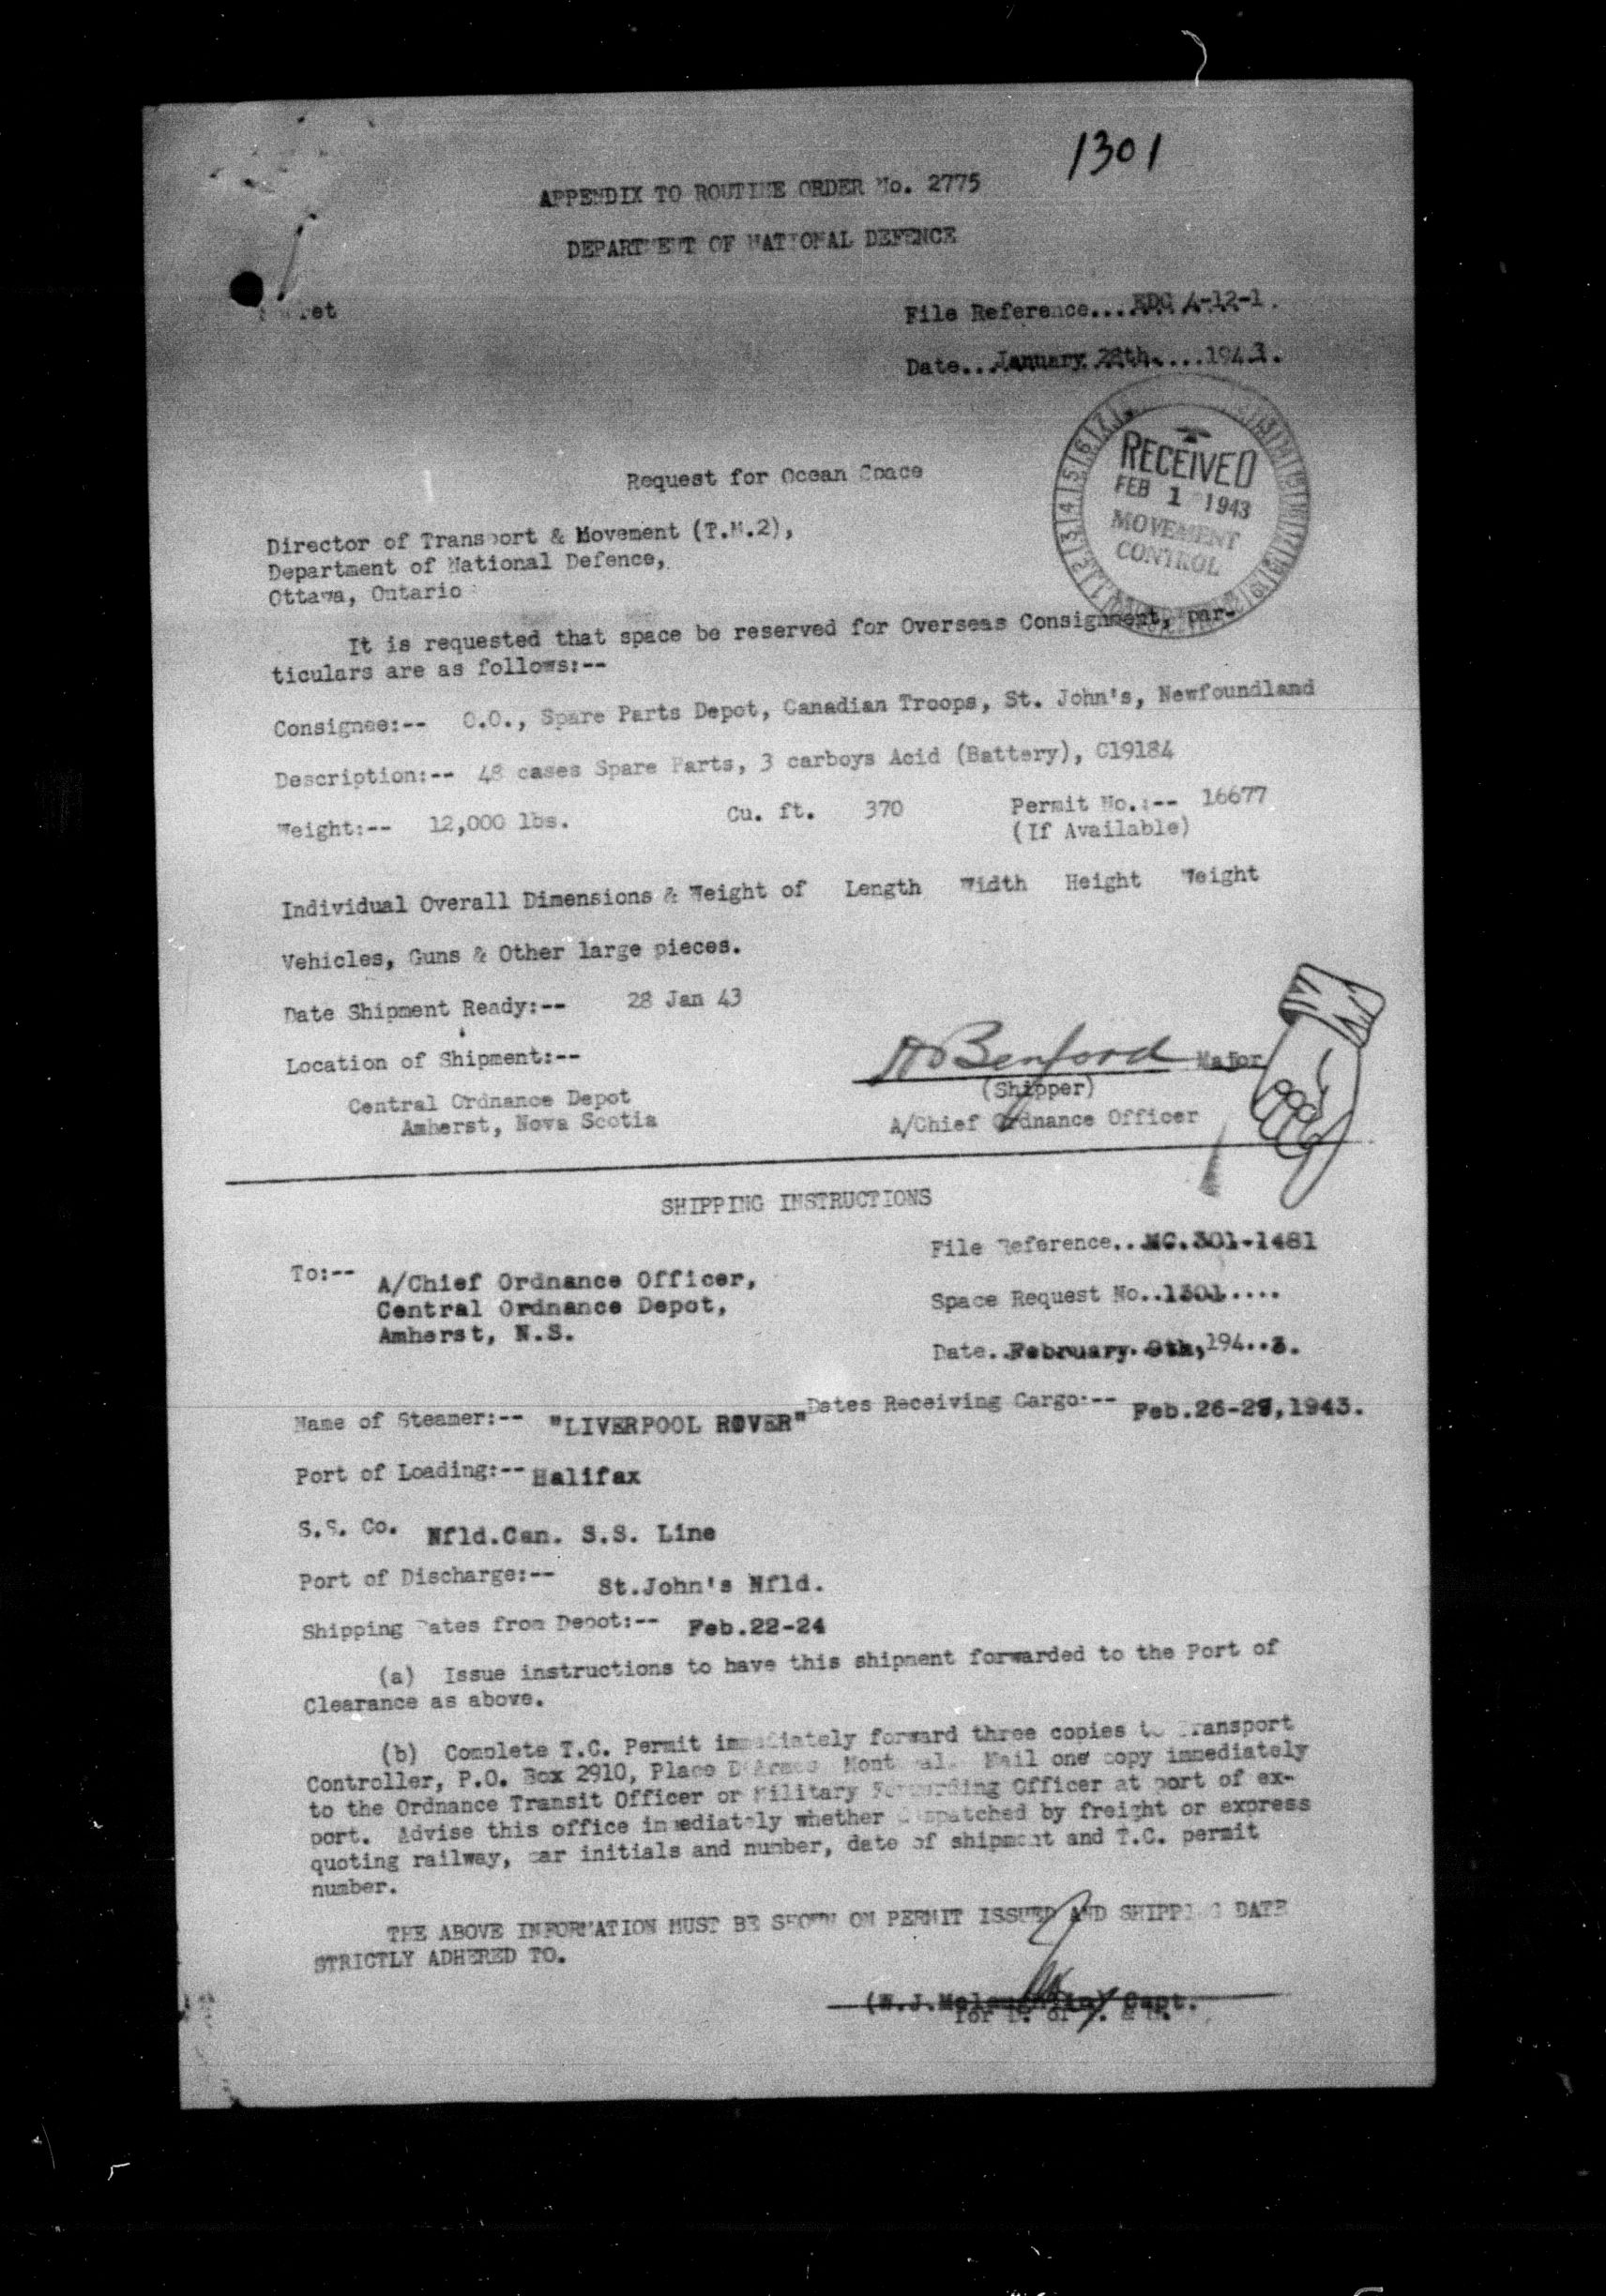 1301
APPENDIX TO ROUTINE ORDER No. 2775
DEPARTMENT OF NATIONAL DEFENCE
File Reference... A-12-1.
Date...January 28th....1943.
RECEIVED
FEB 1 1943
MOVEMENT
CONTROL
Request for Ocean Space
Director of Transport & Movement (T.M.2),
Department of National Defence,
Ottawa, Ontario
It is requested that space be reserved for Overseas Consignment, par-
ticulars are as follows:--
Consignee:-- O.O., Spare Parts Depot, Canadian Troops, St. John's, Newfoundland
Description:-- 48 cases Spare Parts, 3 carboys Acid (Battery), C19184
Weight:-- 12,000 lbs. Cu. ft. 370 Permit No.:-- 16677
(If Available)
Individual Overall Dimensions & Weight of Length Width Height Weight
Vehicles, Guns & Other large pieces.
Date Shipment Ready:-- 28 Jan 43
Location of Shipment:--
Benford Major
(Shipper)
Central Ordnance Depot
Amherst, Nova Scotia
A/Chief Ordnance Officer
SHIPPING INSTRUCTIONS
File Reference..MC.301-1481
To:-- A/Chief Ordnance Officer,
Central Ordnance Depot,
Amherst, N.S.
Space Request No..1301.....
Date..February. 9th,194..3.
Name of Steamer:-- "LIVERPOOL ROVER" Dates Receiving Cargo:-- Feb.26-,1943.
Port of Loading:-- Halifax
S.S. Co. Nfld.Can. S.S. Line
Port of Discharge:-- St.John's Nfld.
Shipping Dates from Depot:-- Feb.22-24
(a) Issue instructions to have this shipment forwarded to the Port of
Clearance as above.
(b) Complete T.C. Permit immediately forward three copies to Transport
Controller, P.O. Box 2910, Place D'Armes Montreal. Mail one copy immediately
to the Ordnance Transit Officer or Military Forwarding Officer at port of ex-
port. Advise this office immediately whether dispatched by freight or express
quoting railway, car initials and number, date of shipment and T.C. permit
number.
THE ABOVE INFORMATION MUST BE SHOWN ON PERMIT ISSUED AND SHIPPING DATE
STRICTLY ADHERED TO.
(W.J.Mclaughlin) Capt.
for D. of T. & M.